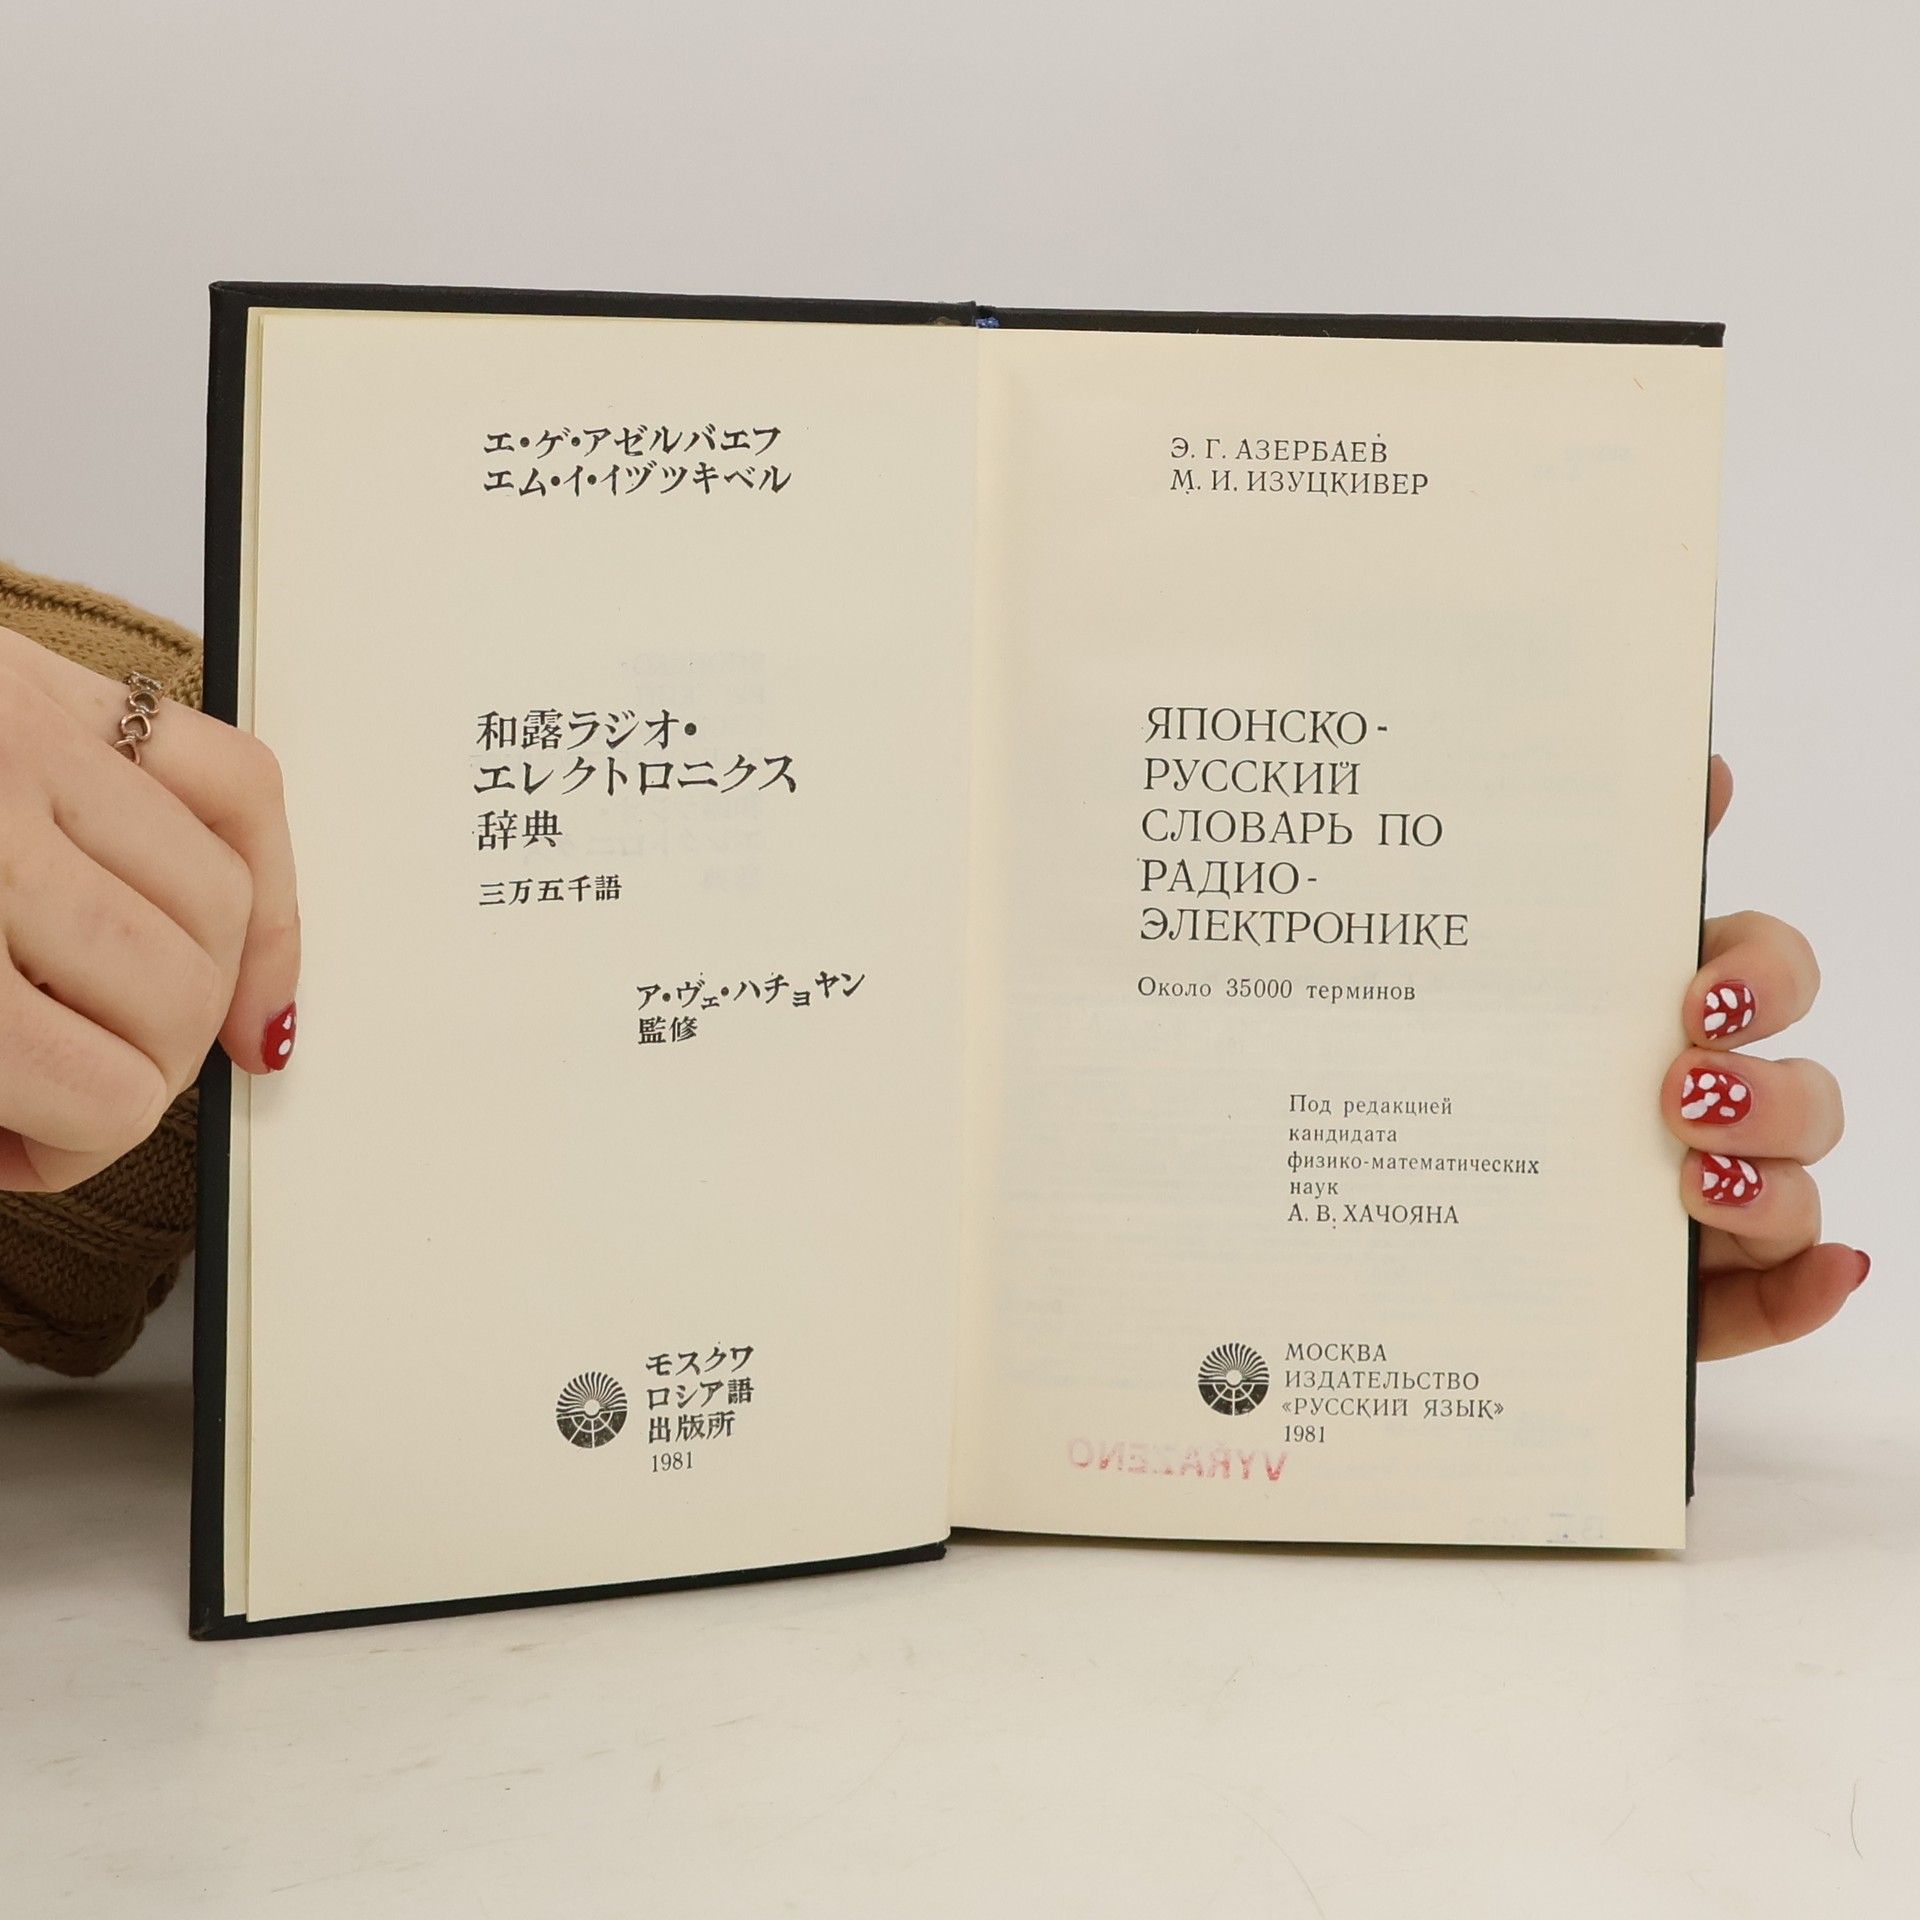 エ・ゲ・アゼルバエフ
エム・イ・イヅツキベル
和露ラジオ・
エレクトロニクス
辞典
三万五千語
ア・ヴェ・ハチョヤン
監修
モスクワ
ロシア語
出版所
1981
Э. Г. АЗЕРБАЕВ
М. И. ИЗУЦКИВЕР
ЯПОНСКО-
РУССКИЙ
СЛОВАРЬ ПО
РАДИО-
ЭЛЕКТРОНИКЕ
Около 35000 терминов
Под редакцией
кандидата
физико-математических
наук
А. В. ХАЧОЯНА
МОСКВА
ИЗДАТЕЛЬСТВО
«РУССКИЙ ЯЗЫК»
1981
VYŘAZENO